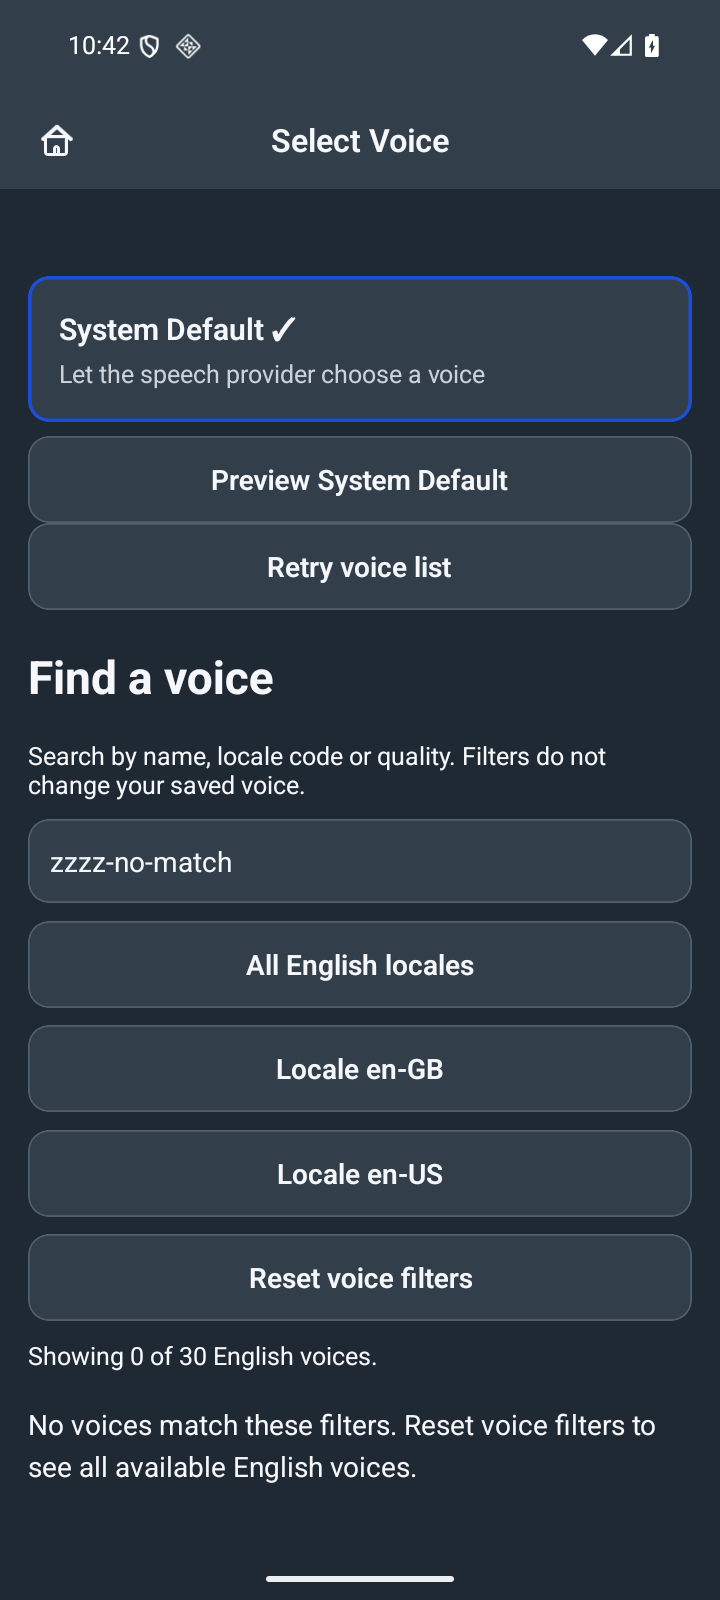 10:42
Select Voice
System Default ✓
Let the speech provider choose a voice
Preview System Default
Retry voice list
Find a voice
Search by name, locale code or quality. Filters do not
change your saved voice.
zzzz-no-match
All English locales
Locale en-GB
Locale en-US
Reset voice filters
Showing 0 of 30 English voices.
No voices match these filters. Reset voice filters to
see all available English voices.